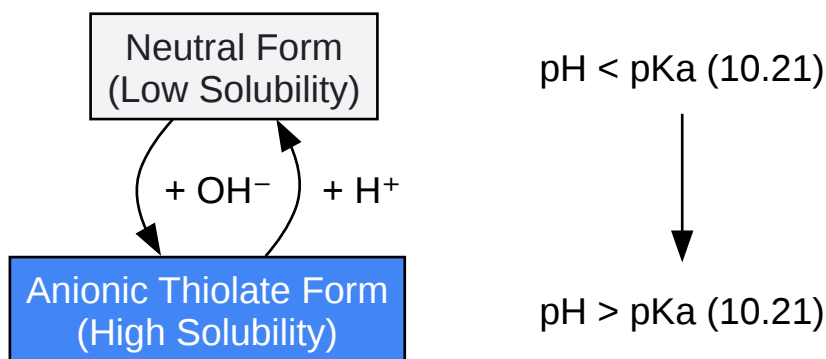 Neutral Form
(Low Solubility)
pH < pKa (10.21)
+ OH⁻
+ H⁺
Anionic Thiolate Form
(High Solubility)
pH > pKa (10.21)